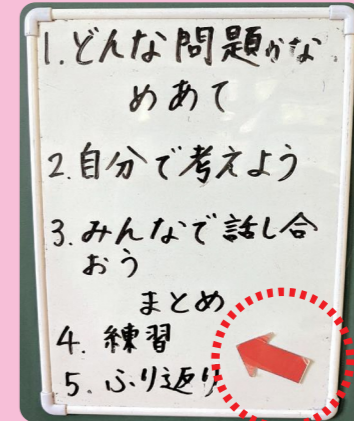 1.どんな問題かな
めあて
2.自分で考えよう
3.みんなで話し合
おう
まとめ
4.練習
5.ふり返り